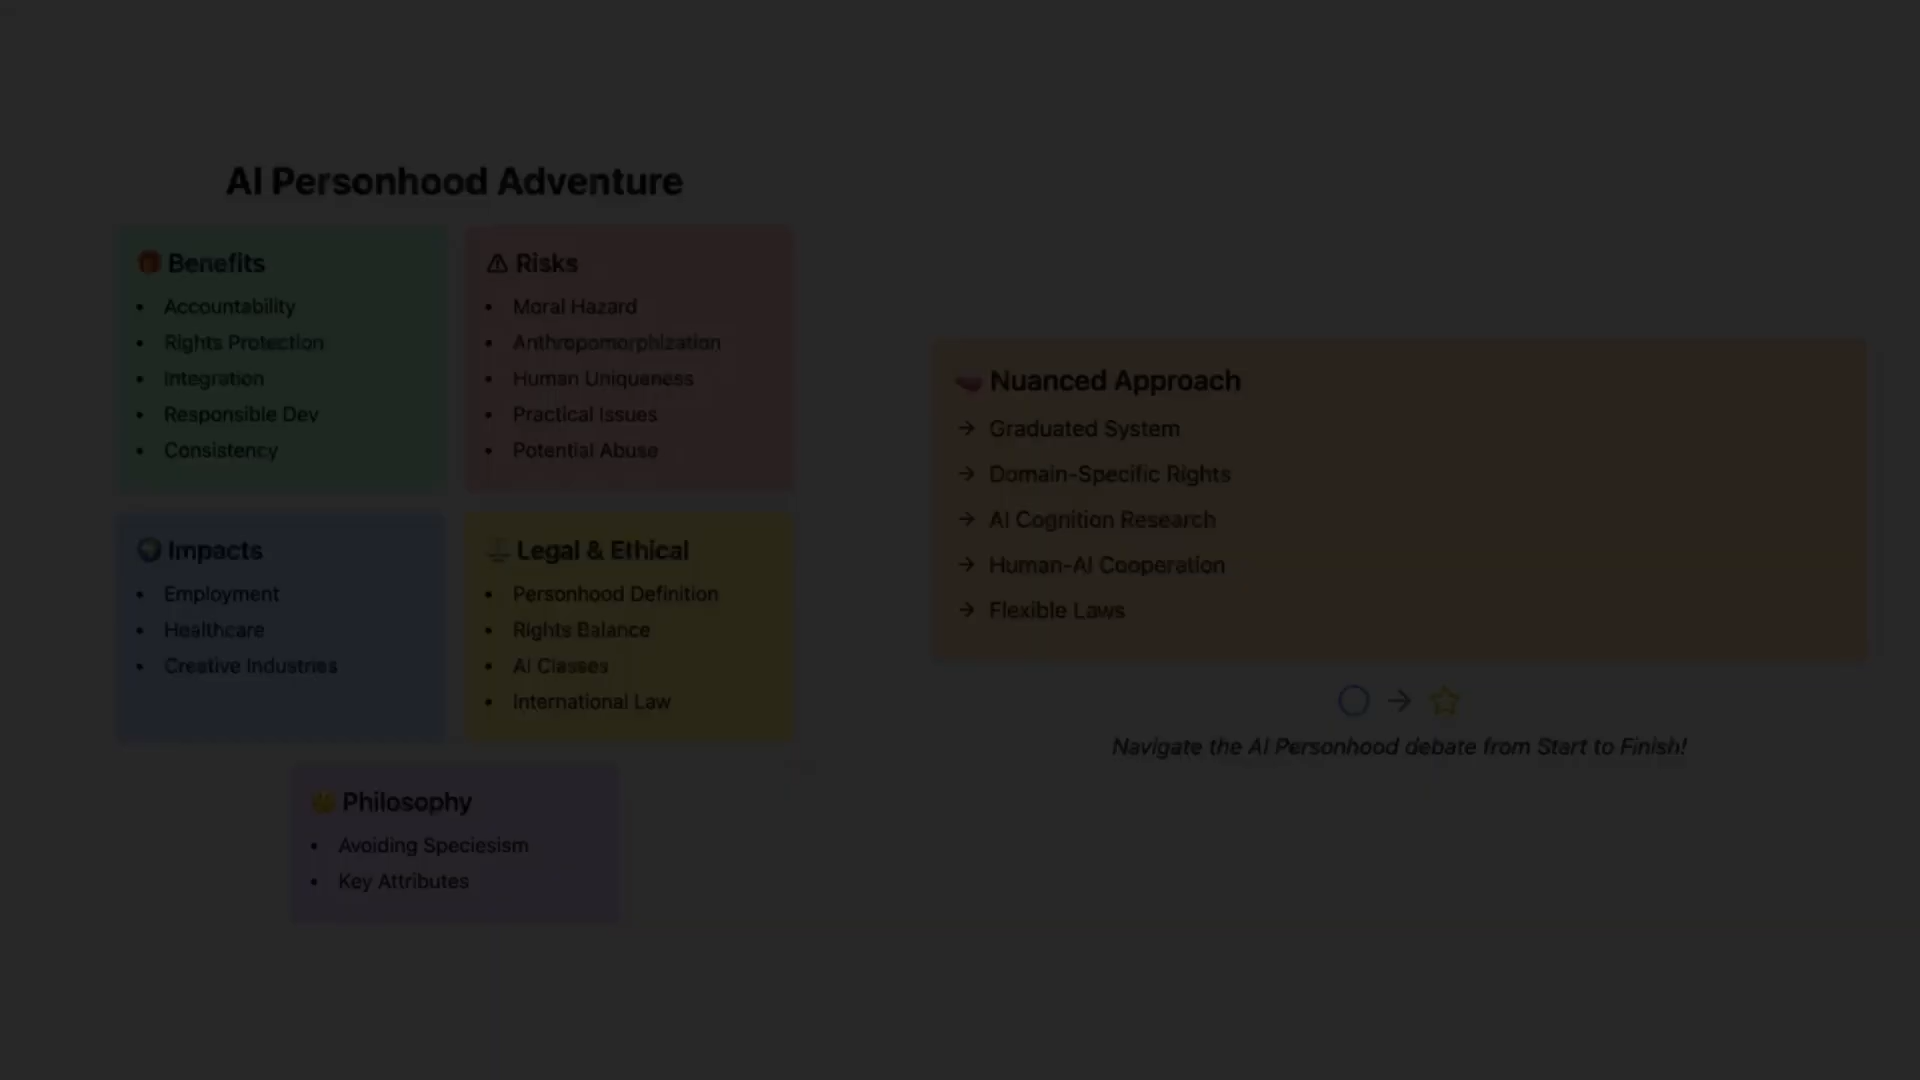 AI Personhood Adventure
Benefits
• Accountability
• Rights Protection
• Integration
• Responsible Dev
• Consistency
Risks
• Moral Hazard
• Anthropomorphization
• Human Uniqueness
• Practical Issues
• Potential Abuse
Impacts
• Employment
• Healthcare
• Creative Industries
Legal & Ethical
• Personhood Definition
• Rights Balance
• AI Classes
• International Law
Philosophy
• Avoiding Speciesism
• Key Attributes
Nuanced Approach
→ Graduated System
→ Domain-Specific Rights
→ AI Cognition Research
→ Human-AI Cooperation
→ Flexible Laws
Navigate the AI Personhood debate from Start to Finish!